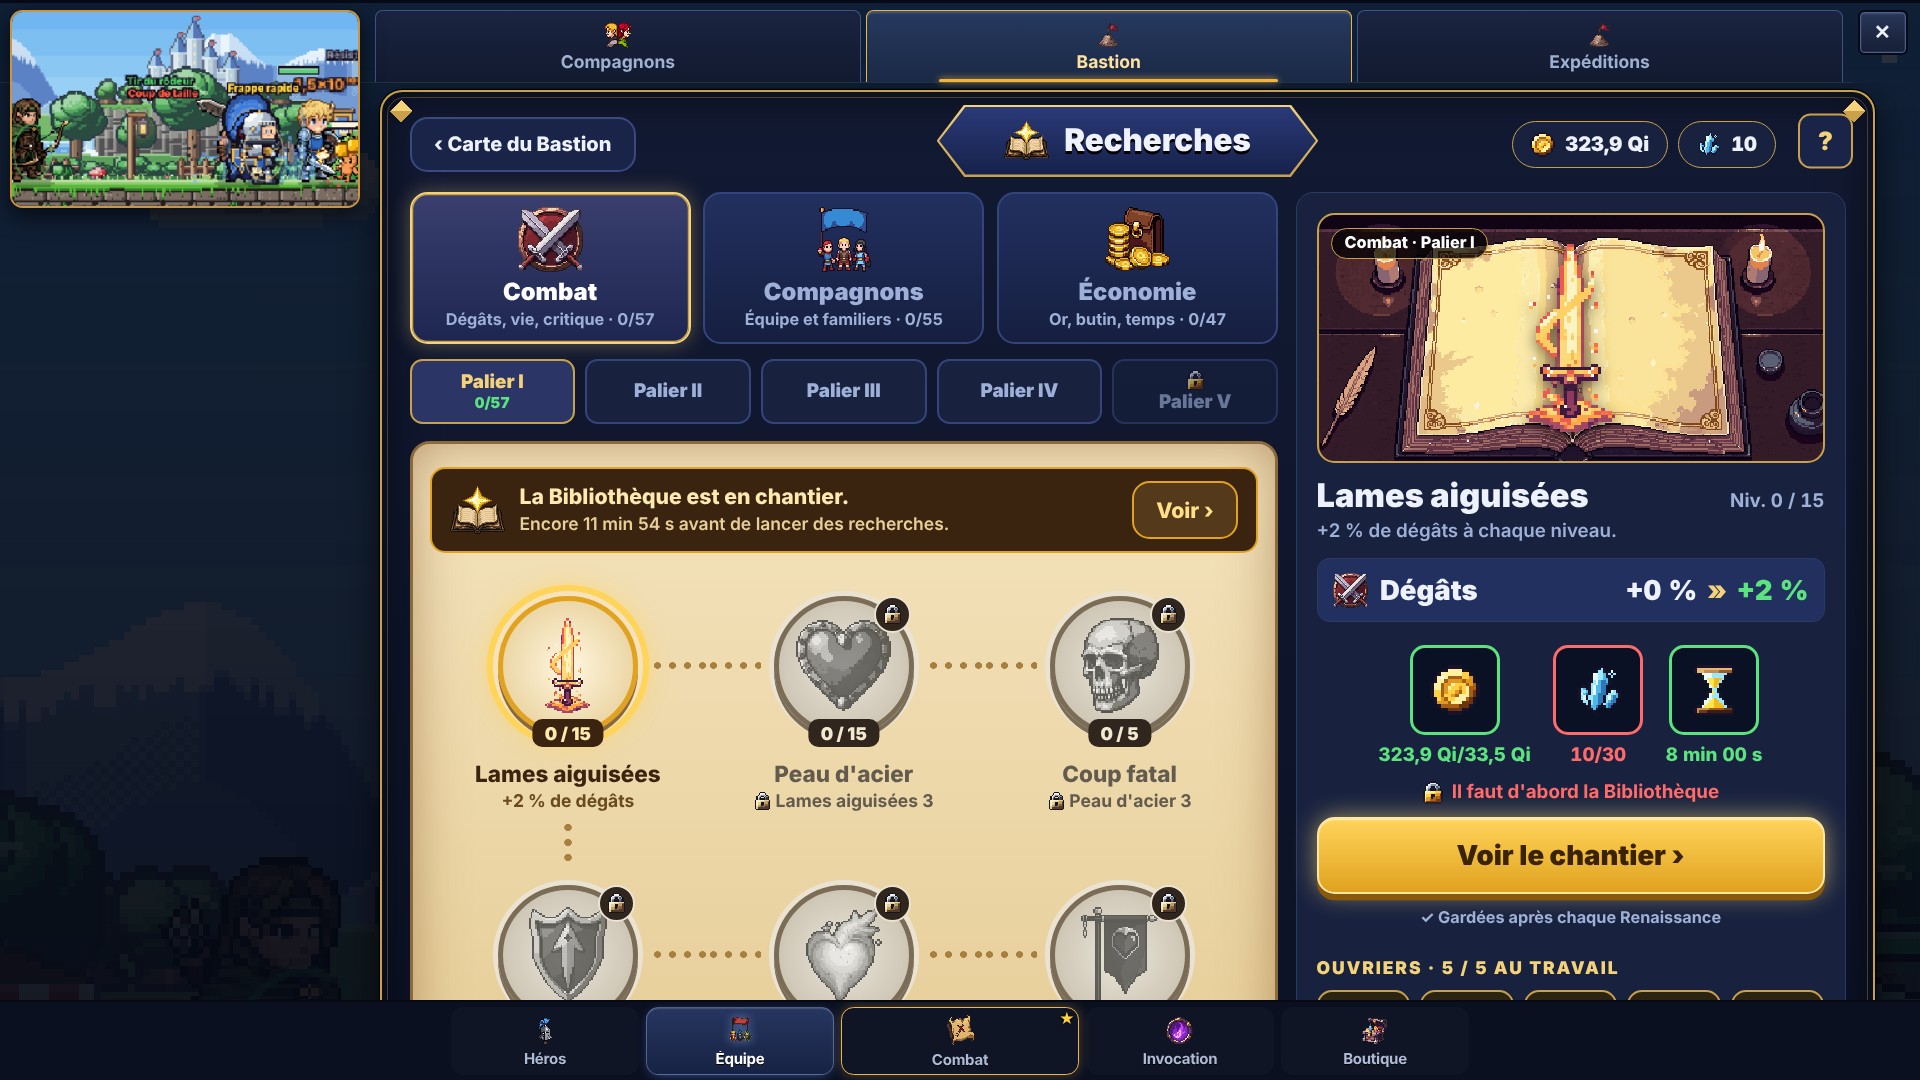 Compagnons
Bastion
Expéditions
✕
Tir du rôdeur
Coup de taille
Frappe rapide
1,5×10
‹ Carte du Bastion
Recherches
323,9 Qi
10
?
Combat
Dégâts, vie, critique · 0/57
Compagnons
Équipe et familiers · 0/55
Économie
Or, butin, temps · 0/47
Palier I
0/57
Palier II
Palier III
Palier IV
Palier V
La Bibliothèque est en chantier.
Encore 11 min 54 s avant de lancer des recherches.
Voir ›
0 / 15
Lames aiguisées
+2 % de dégâts
0 / 15
Peau d'acier
Lames aiguisées 3
0 / 5
Coup fatal
Peau d'acier 3
Combat · Palier I
Lames aiguisées
Niv. 0 / 15
+2 % de dégâts à chaque niveau.
Dégâts
+0 % » +2 %
323,9 Qi/33,5 Qi
10/30
8 min 00 s
Il faut d'abord la Bibliothèque
Voir le chantier ›
✓ Gardées après chaque Renaissance
OUVRIERS · 5 / 5 AU TRAVAIL
Héros
Équipe
Combat
Invocation
Boutique